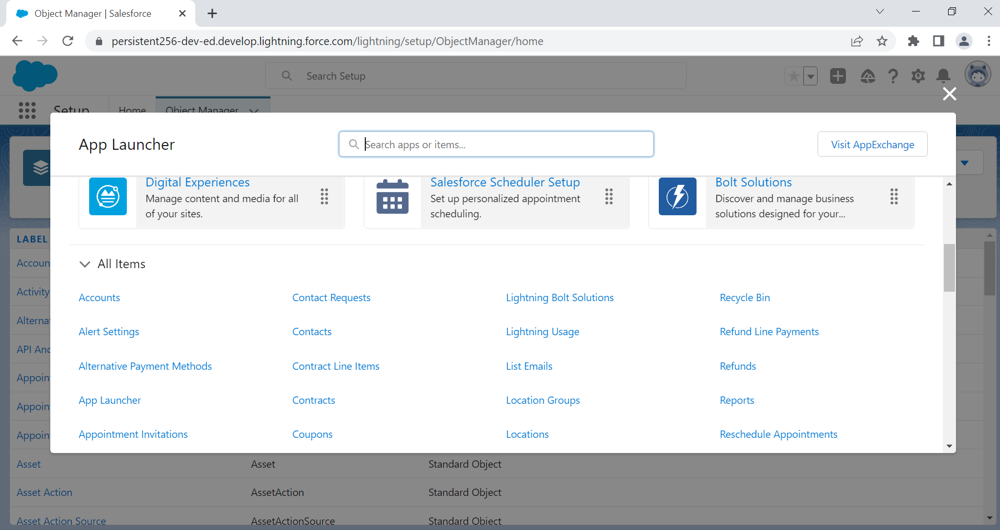 Object Manager | Salesforce
persistent256-dev-ed.develop.lightning.force.com/lightning/setup/ObjectManager/home
Search Setup
Setup
Home
Object Manager
App Launcher
Search apps or items...
Visit AppExchange
Digital Experiences
Manage content and media for all
of your sites.
Salesforce Scheduler Setup
Set up personalized appointment
scheduling.
Bolt Solutions
Discover and manage business
solutions designed for your...
All Items
Accounts
Contact Requests
Lightning Bolt Solutions
Recycle Bin
Alert Settings
Contacts
Lightning Usage
Refund Line Payments
Alternative Payment Methods
Contract Line Items
List Emails
Refunds
App Launcher
Contracts
Location Groups
Reports
Appointment Invitations
Coupons
Locations
Reschedule Appointments
LABEL
Accoun
Activity
Alterna
API Ano
Appoin
Appoin
Appoin
Asset
Asset
Standard Object
Asset Action
AssetAction
Standard Object
Asset Action Source
AssetActionSource
Standard Object